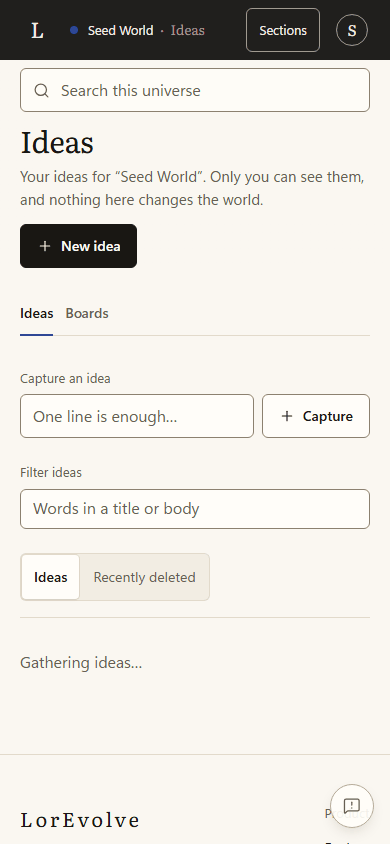 L
Seed World · Ideas
Sections
S
Search this universe
Ideas
Your ideas for “Seed World”. Only you can see them,
and nothing here changes the world.
New idea
Ideas
Boards
Capture an idea
One line is enough...
Capture
Filter ideas
Words in a title or body
Ideas
Recently deleted
Gathering ideas...
LorEvolve